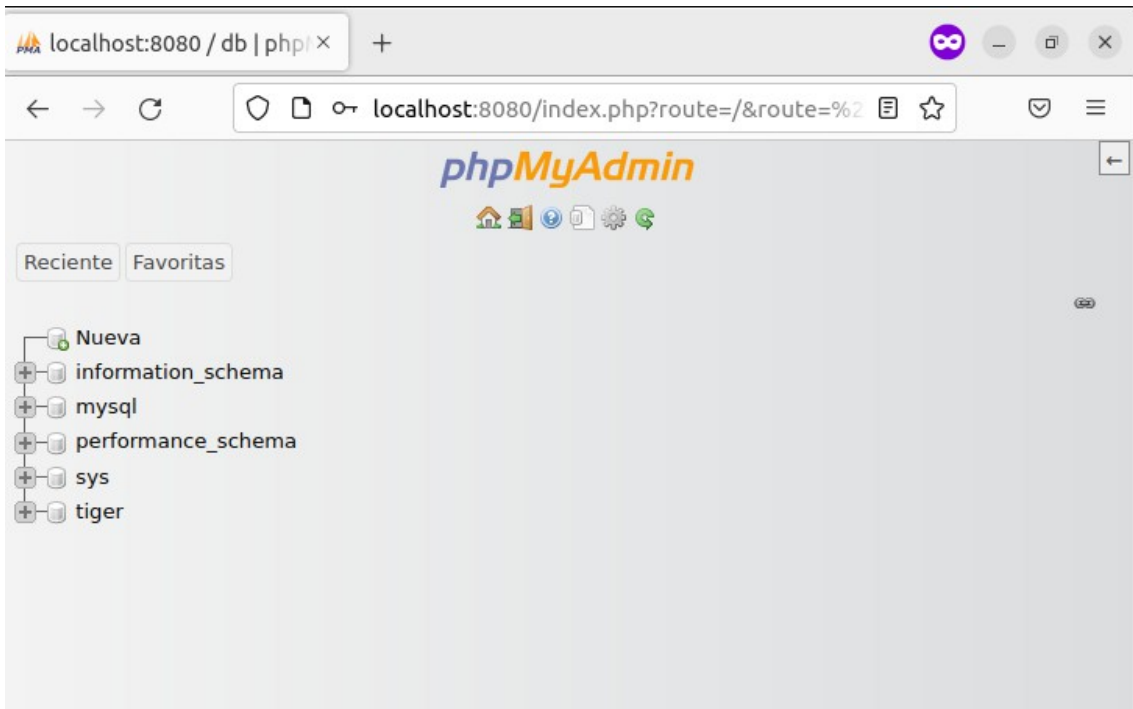 PMA localhost:8080 / db | php
localhost:8080/index.php?route=/&route=%2
phpMyAdmin
Reciente Favoritas
Nueva
information_schema
mysql
performance_schema
sys
tiger